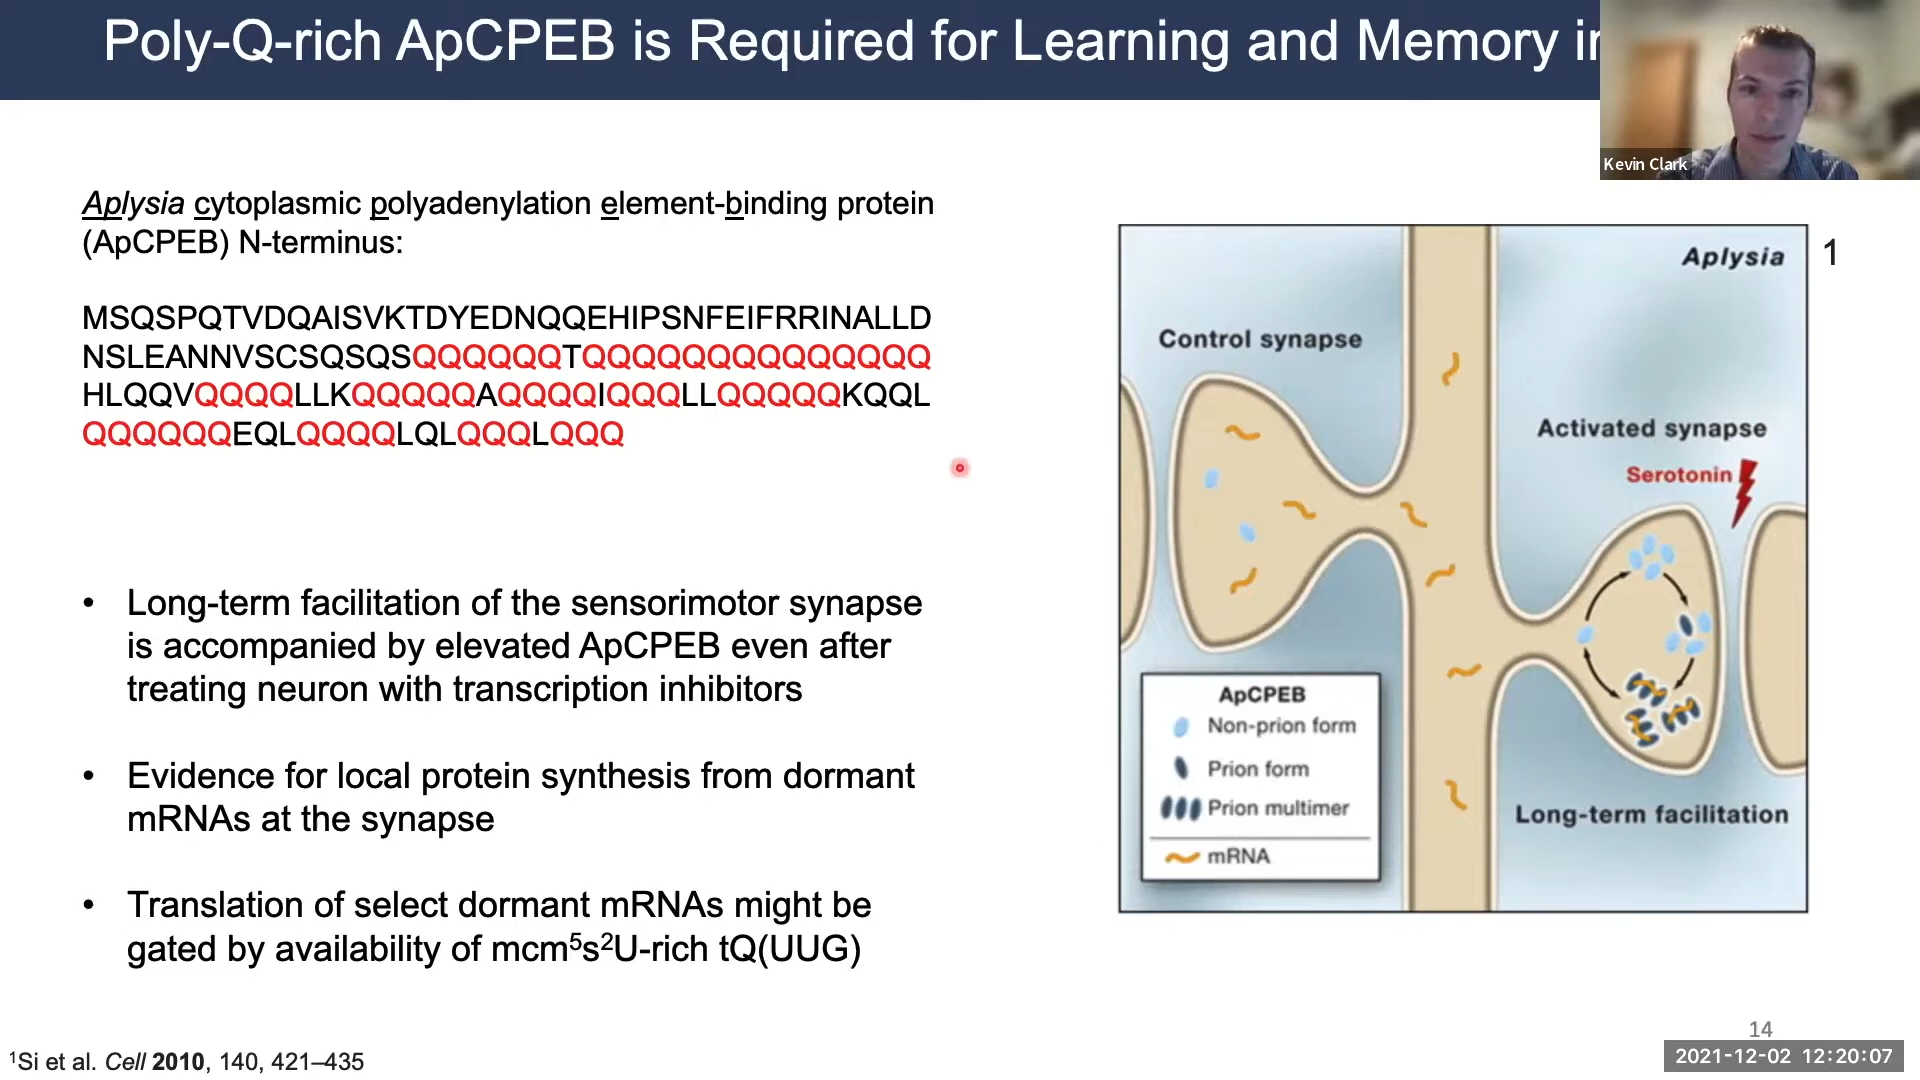 Poly-Q-rich ApCPEB is Required for Learning and Memory in
Kevin Clark
Aplysia cytoplasmic polyadenylation element-binding protein
(ApCPEB) N-terminus:
MSQSPQTVDQAISVKTDYEDNQQEHIPSNFEIFRRINALLD
NSLEANNVSCSQSQSQQQQQQTQQQQQQQQQQQQQQ
HLQQVQQQQLLKQQQQQAQQQQIQQQLLQQQQQKQQL
QQQQQQEQLQQQQLQLQQQLQQQ
• Long-term facilitation of the sensorimotor synapse
is accompanied by elevated ApCPEB even after
treating neuron with transcription inhibitors
• Evidence for local protein synthesis from dormant
mRNAs at the synapse
• Translation of select dormant mRNAs might be
gated by availability of mcm⁵s²U-rich tQ(UUG)
Aplysia
1
Control synapse
Activated synapse
Serotonin
ApCPEB
Non-prion form
Prion form
Prion multimer
mRNA
Long-term facilitation
14
¹Si et al. Cell 2010, 140, 421–435
2021-12-02 12:20:07